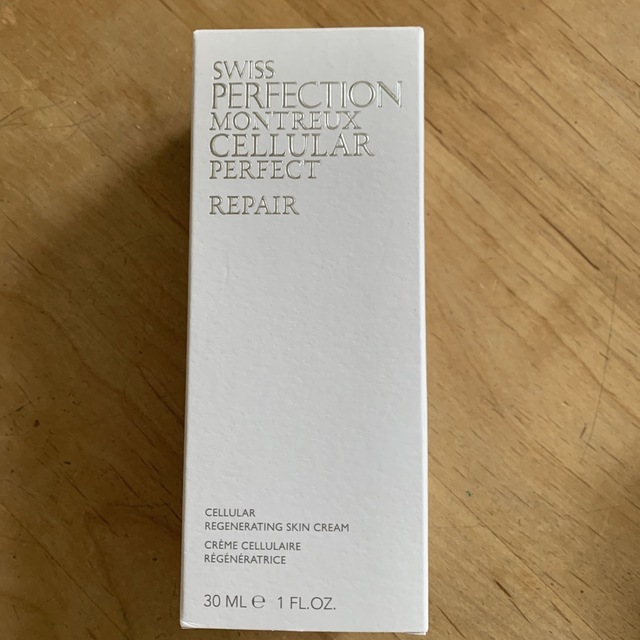 SWISS
PERFECTION
MONTREUX
CELLULAR
PERFECT
REPAIR
CELLULAR
REGENERATING SKIN CREAM
CRÈME CELLULAIRE
RÉGÉNÉRATRICE
30 ML ℮ 1 FL.OZ.